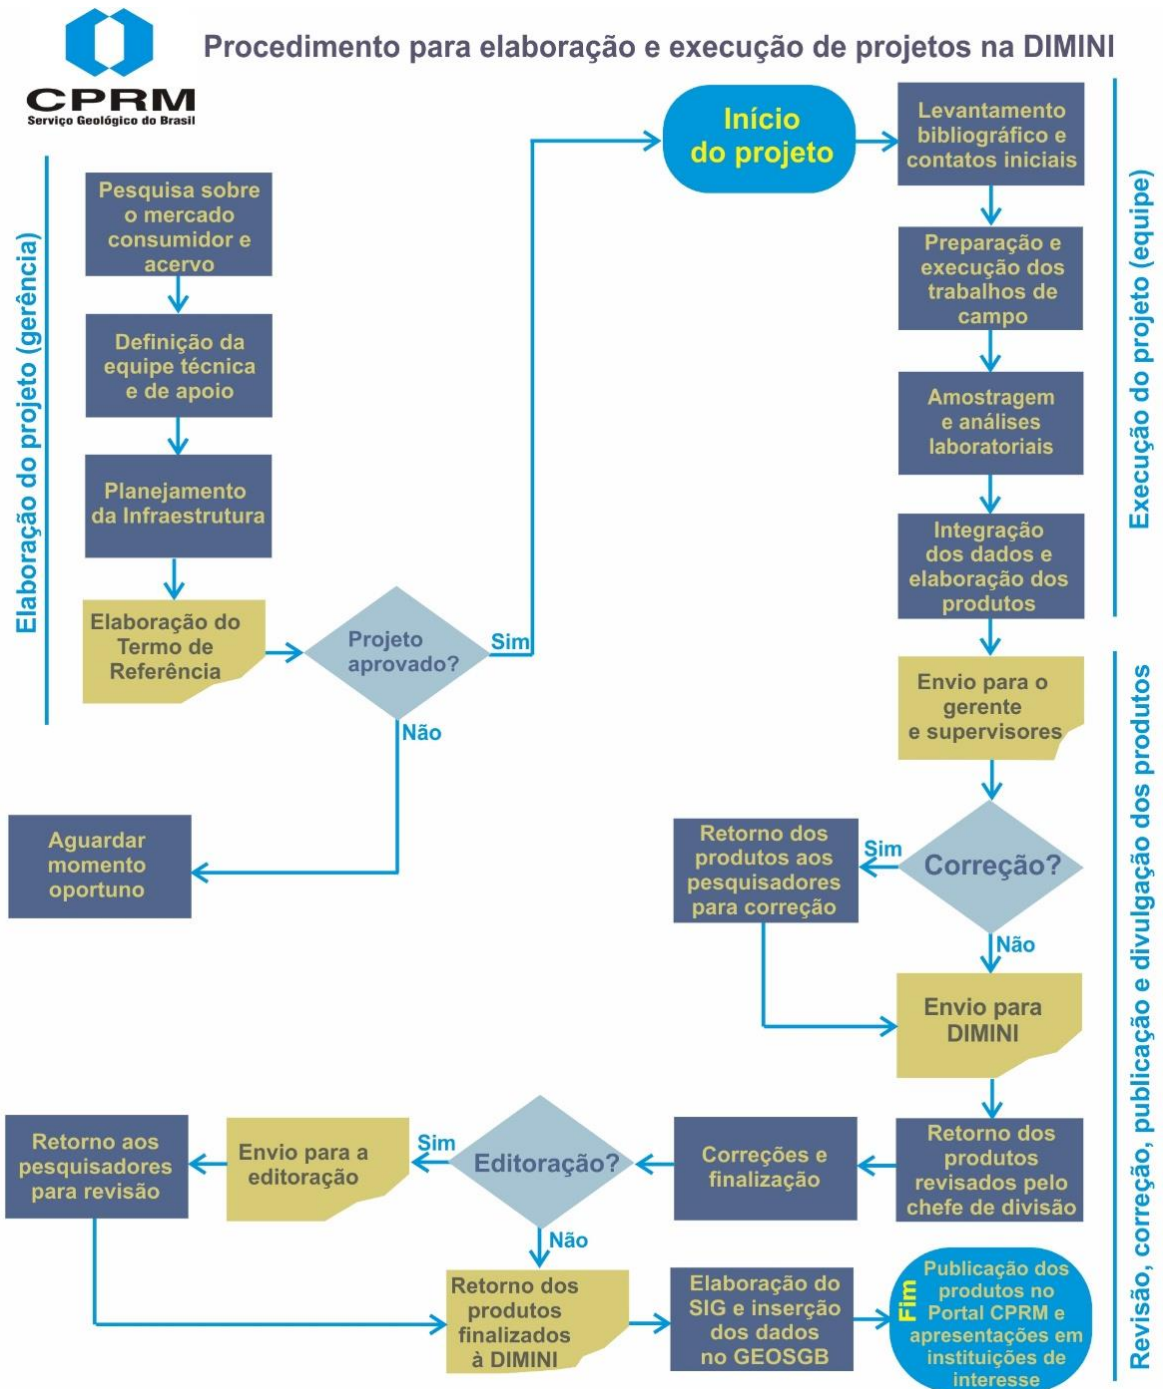 CPRM
Serviço Geológico do Brasil
Procedimento para elaboração e execução de projetos na DIMINI
Elaboração do projeto (gerência)
Pesquisa sobre
o mercado
consumidor e
acervo
Definição da
equipe técnica
e de apoio
Planejamento
da Infraestrutura
Elaboração do
Termo de
Referência
Projeto
aprovado?
Sim
Não
Aguardar
momento
oportuno
Início
do projeto
Execução do projeto (equipe)
Levantamento
bibliográfico e
contatos iniciais
Preparação e
execução dos
trabalhos de
campo
Amostragem
e análises
laboratoriais
Integração
dos dados e
elaboração dos
produtos
Revisão, correção, publicação e divulgação dos produtos
Envio para o
gerente
e supervisores
Correção?
Sim
Retorno dos
produtos aos
pesquisadores
para correção
Não
Envio para
DIMINI
Retorno dos
produtos
revisados pelo
chefe de divisão
Correções e
finalização
Editoração?
Sim
Envio para a
editoração
Retorno aos
pesquisadores
para revisão
Não
Retorno dos
produtos
finalizados
à DIMINI
Elaboração do
SIG e inserção
dos dados
no GEOSGB
Fim
Publicação dos
produtos no
Portal CPRM e
apresentações em
instituições de
interesse